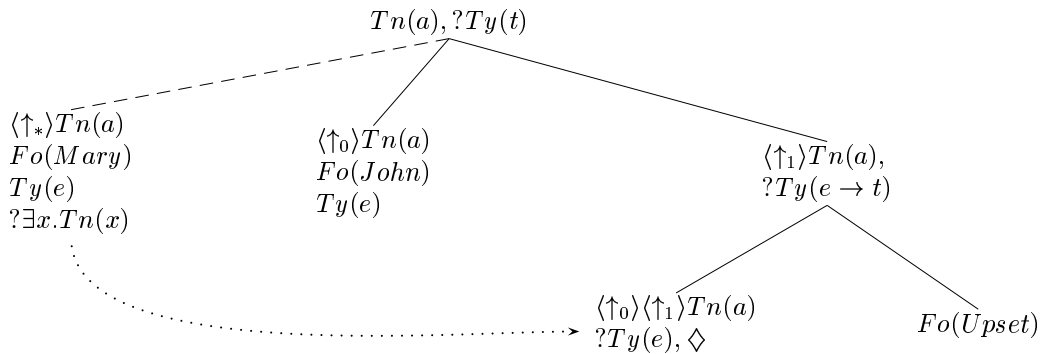 Tn(a), ?Ty(t)
⟨↑*⟩Tn(a)
Fo(Mary)
Ty(e)
?∃x.Tn(x)
⟨↑0⟩Tn(a)
Fo(John)
Ty(e)
⟨↑1⟩Tn(a),
?Ty(e → t)
⟨↑0⟩⟨↑1⟩Tn(a)
?Ty(e), ♢
Fo(Upset)